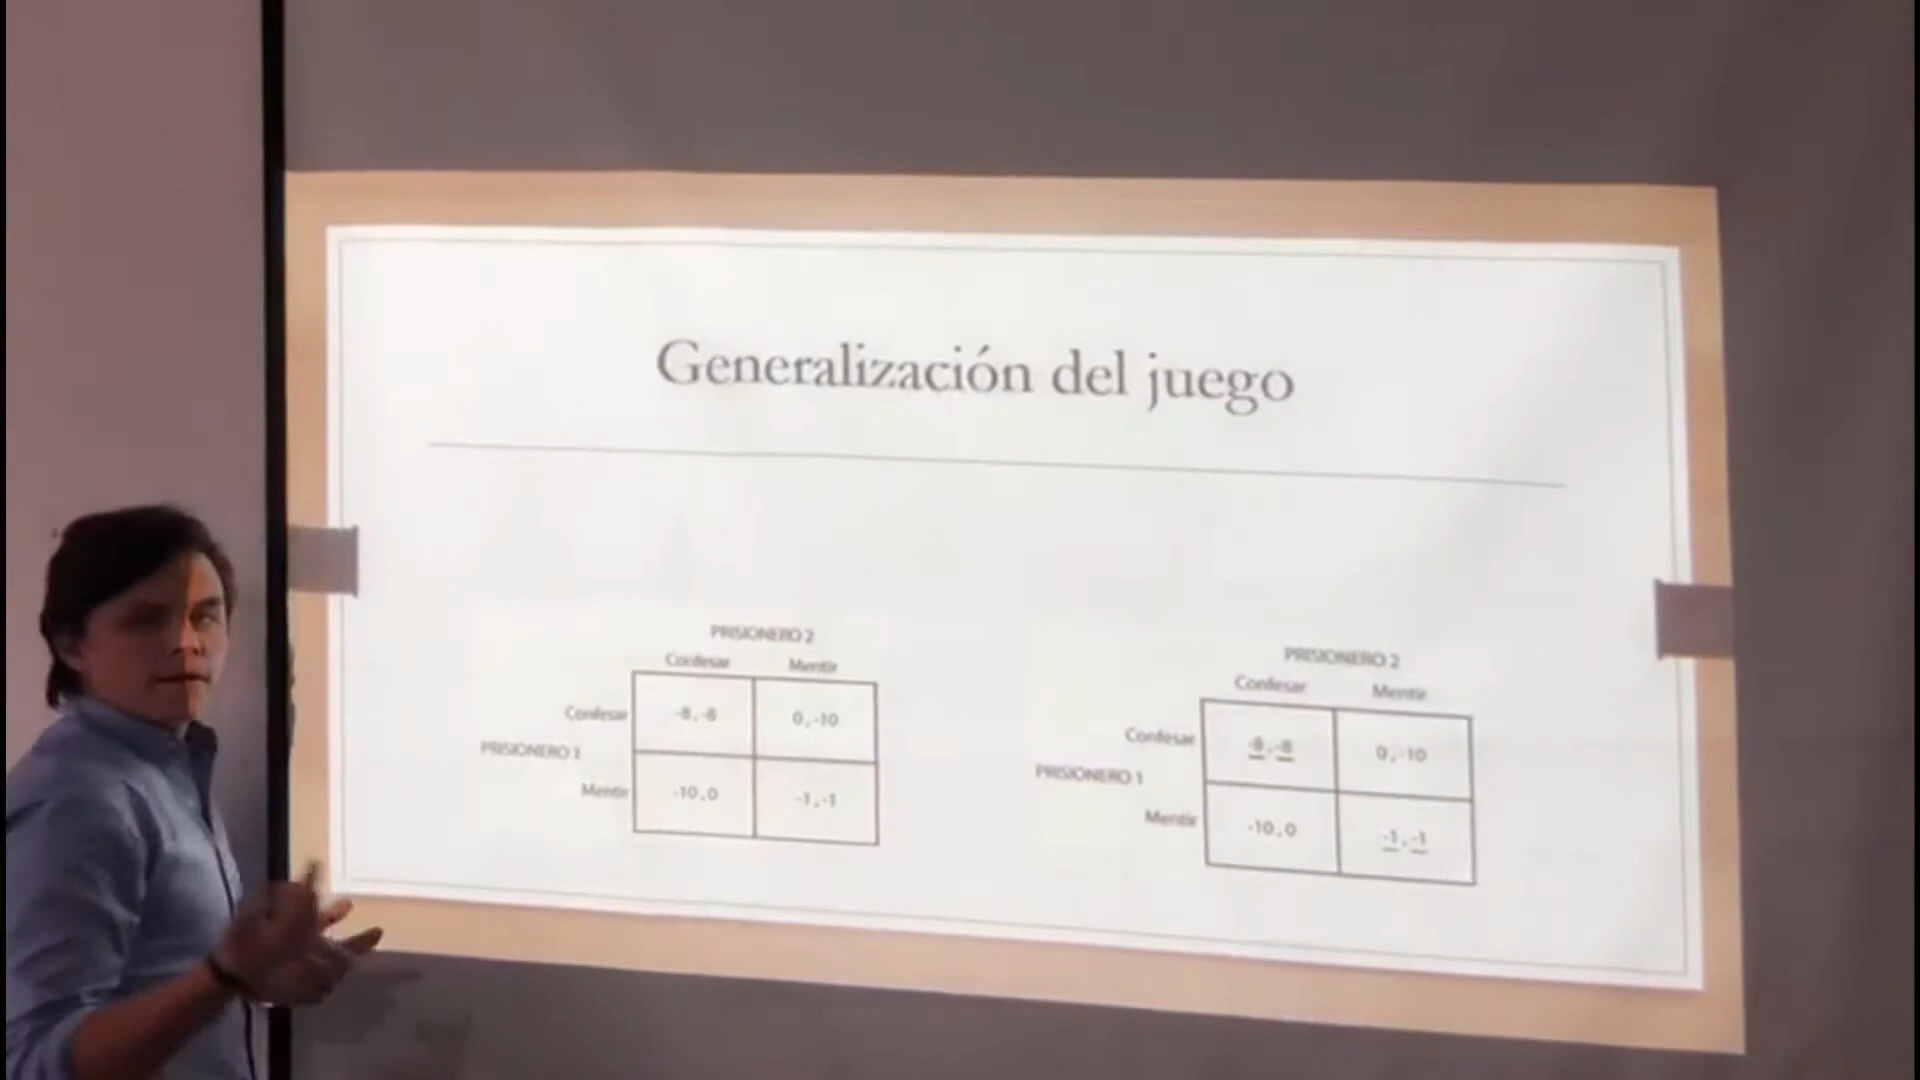 Generalización del juego
PRISIONERO 2
Confesar Mentir
Confesar -8,-8 0,-10
PRISIONERO 1
Mentir -10,0 -1,-1
PRISIONERO 2
Confesar Mentir
Confesar -8,-8 0,-10
PRISIONERO 1
Mentir -10,0 -1,-1